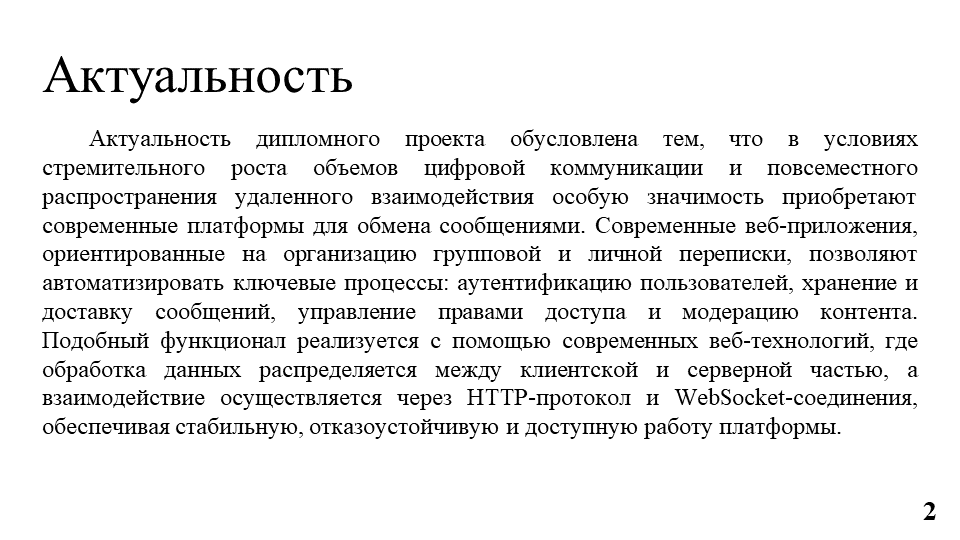 Актуальность
Актуальность дипломного проекта обусловлена тем, что в условиях
стремительного роста объемов цифровой коммуникации и повсеместного
распространения удаленного взаимодействия особую значимость приобретают
современные платформы для обмена сообщениями. Современные веб-приложения,
ориентированные на организацию групповой и личной переписки, позволяют
автоматизировать ключевые процессы: аутентификацию пользователей, хранение и
доставку сообщений, управление правами доступа и модерацию контента.
Подобный функционал реализуется с помощью современных веб-технологий, где
обработка данных распределяется между клиентской и серверной частью, а
взаимодействие осуществляется через HTTP-протокол и WebSocket-соединения,
обеспечивая стабильную, отказоустойчивую и доступную работу платформы.
2